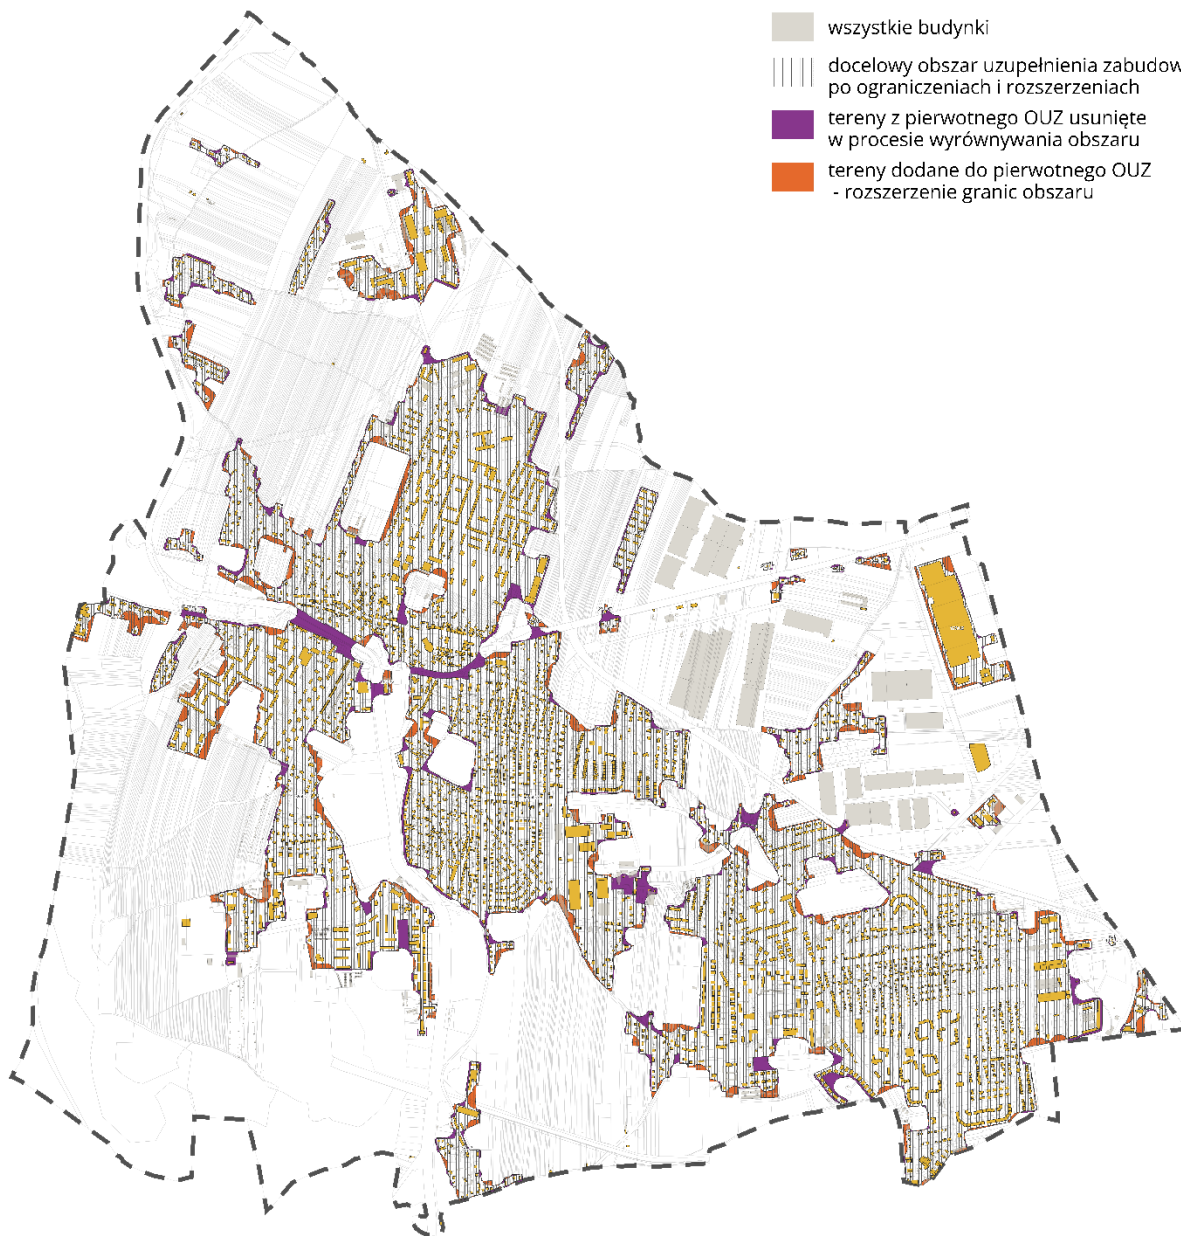 wszystkie budynki
docelowy obszar uzupełnienia zabudow
po ograniczeniach i rozszerzeniach
tereny z pierwotnego OUZ usunięte
w procesie wyrównywania obszaru
tereny dodane do pierwotnego OUZ
- rozszerzenie granic obszaru